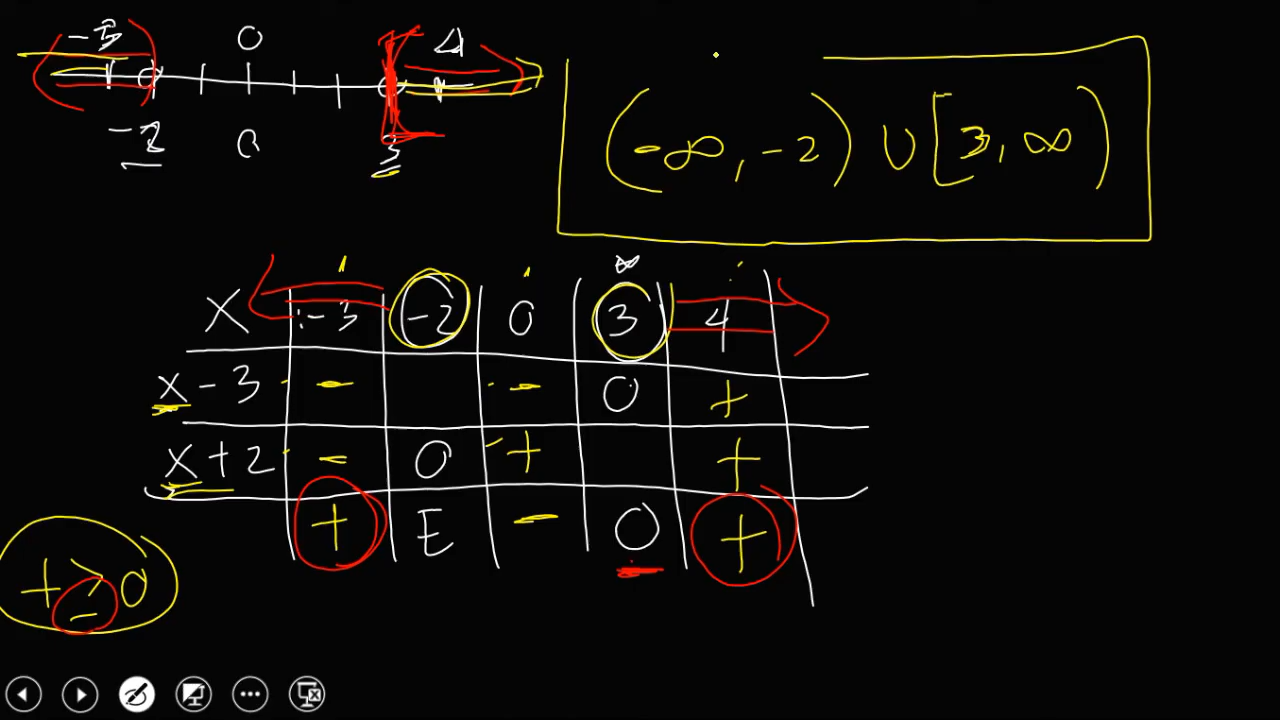 -3 0 4
-2 0 3
(-∞, -2) ∪ [3, ∞)
X -3 -2 0 3 4
x - 3 - - 0 +
x + 2 - 0 + +
+ E - 0 +
+ ≥ 0